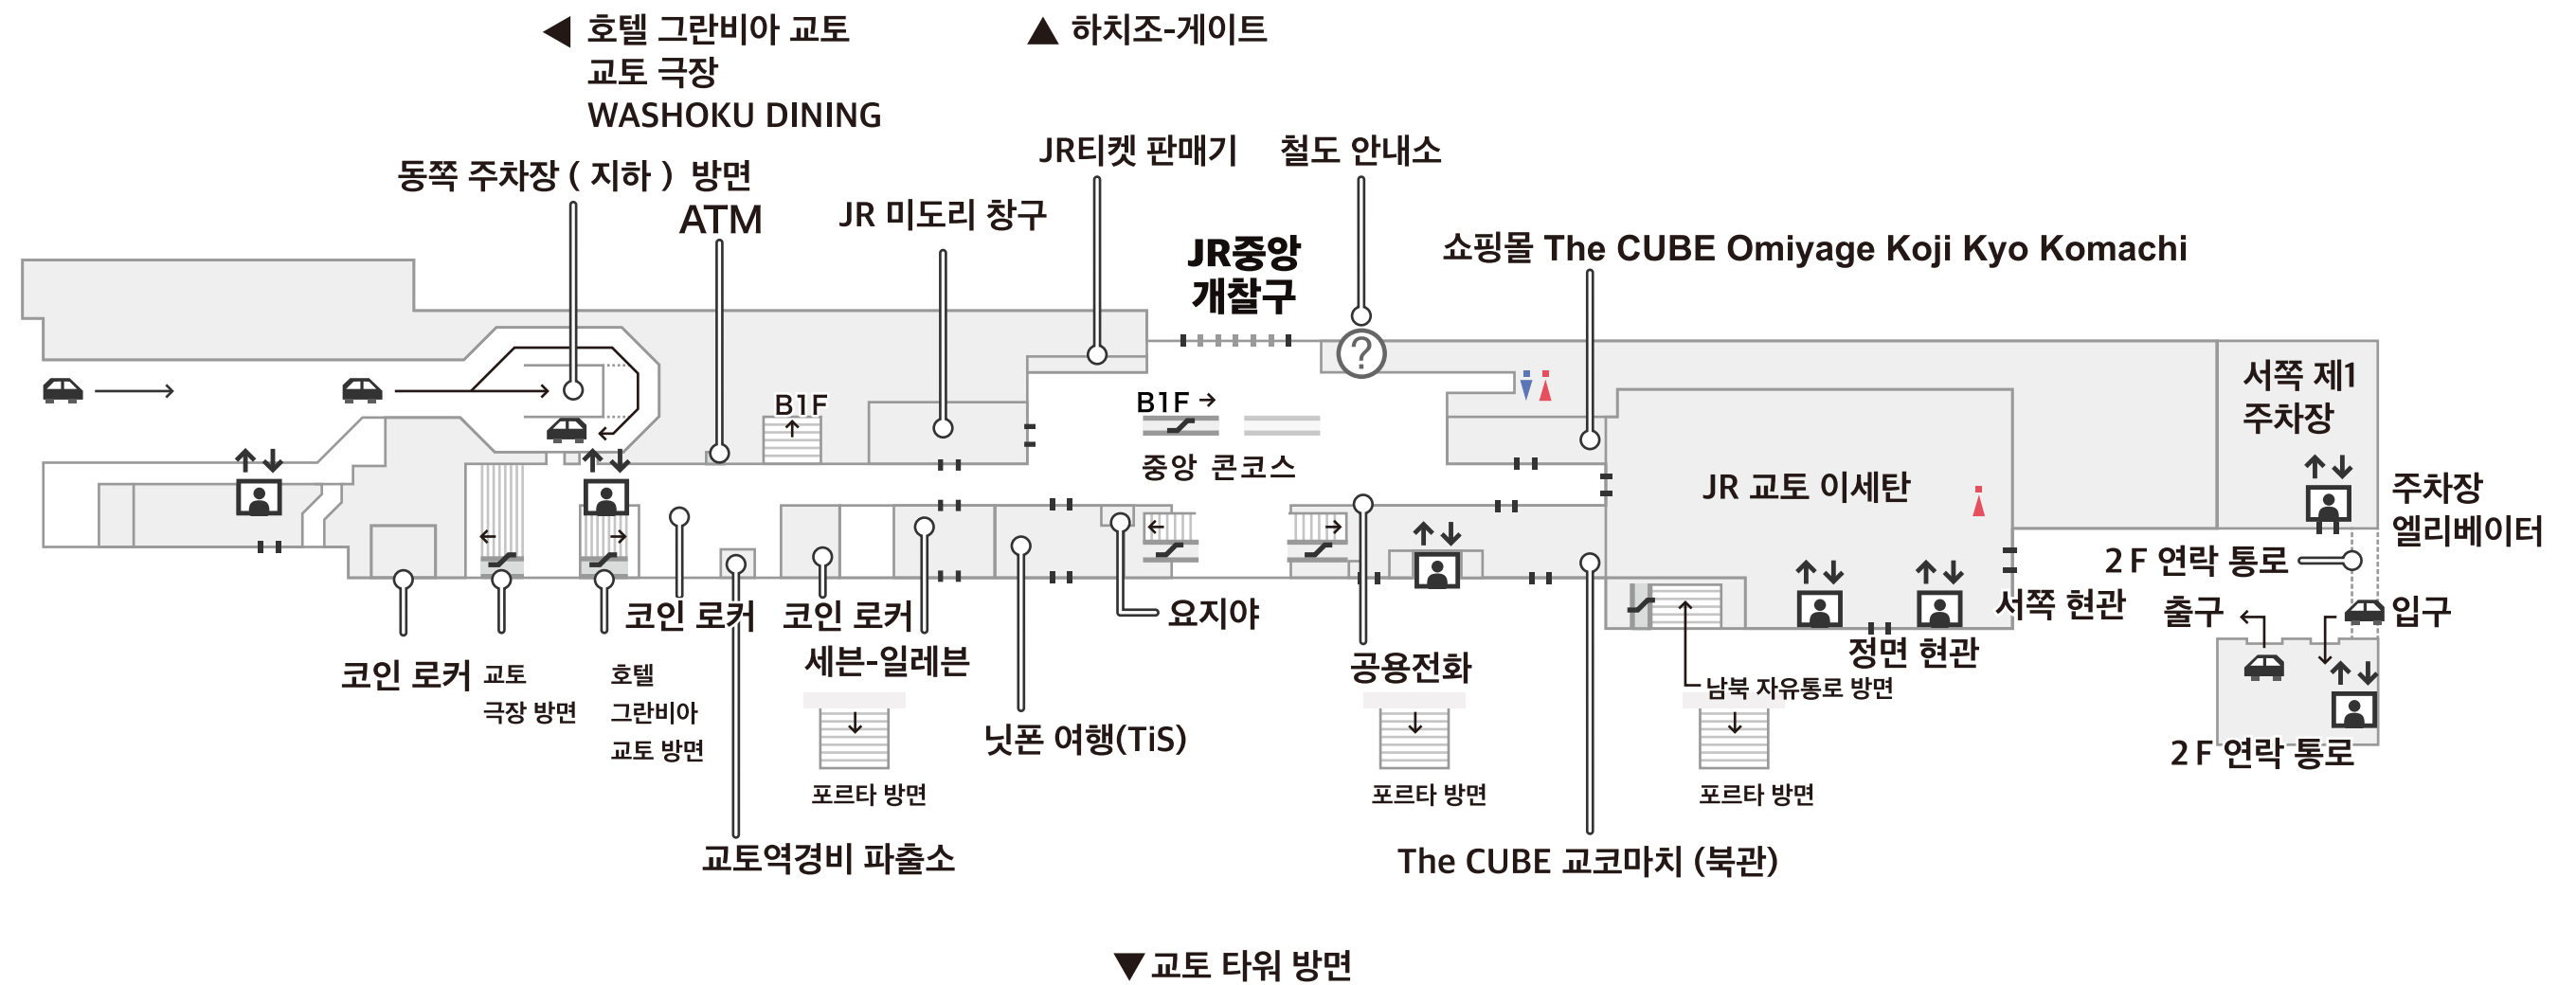 ◀ 호텔 그란비아 교토
교토 극장
WASHOKU DINING
▲ 하치조-게이트
동쪽 주차장 ( 지하 ) 방면
ATM
JR 미도리 창구
JR티켓 판매기
철도 안내소
JR중앙
개찰구
쇼핑몰 The CUBE Omiyage Koji Kyo Komachi
?
서쪽 제1
주차장
B1F
B1F →
중앙 콘코스
JR 교토 이세탄
주차장
엘리베이터
2 F 연락 통로
서쪽 현관
출구
입구
정면 현관
코인 로커
코인 로커
요지야
코인 로커
교토
극장 방면
호텔
그란비아
교토 방면
세븐-일레븐
공용전화
남북 자유통로 방면
닛폰 여행(TiS)
2 F 연락 통로
포르타 방면
포르타 방면
포르타 방면
교토역경비 파출소
The CUBE 교코마치 (북관)
▼교토 타워 방면